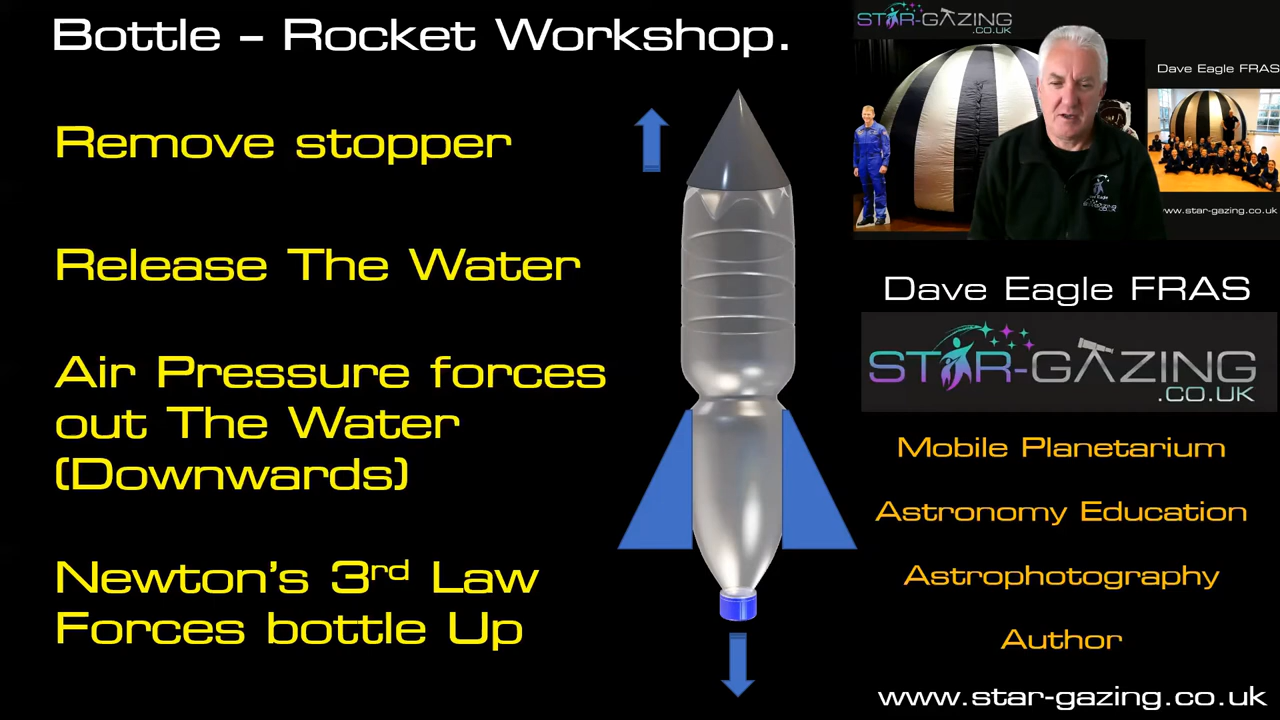 Bottle – Rocket Workshop.
Remove stopper
Release The Water
Air Pressure forces
out The Water
(Downwards)
Newton's 3rd Law
Forces bottle Up
STAR-GAZING
.CO.UK
Dave Eagle FRAS
www.star-gazing.co.uk
Dave Eagle FRAS
STAR-GAZING
.CO.UK
Mobile Planetarium
Astronomy Education
Astrophotography
Author
www.star-gazing.co.uk